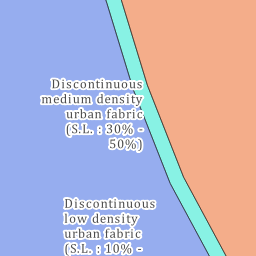 Discontinuous
medium density
urban fabric
(S.L. : 30% -
50%)
Discontinuous
low density
urban fabric
(S.L. : 10% -